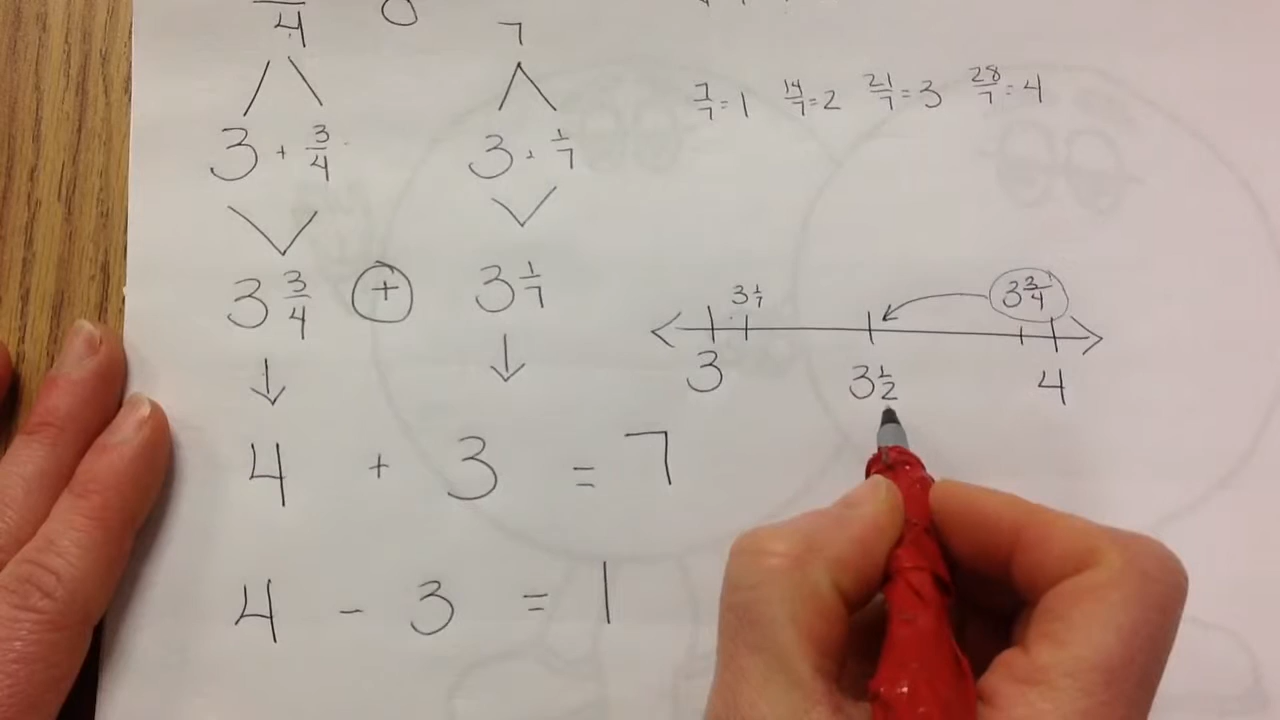 4 7
7/7 = 1 14/7 = 2 21/7 = 3 28/7 = 4
3 + 3/4 3 + 1/7
3 3/4 + 3 1/7
3 1/7 3 3/4
3 3 1/2 4
4 + 3 = 7
4 - 3 = 1